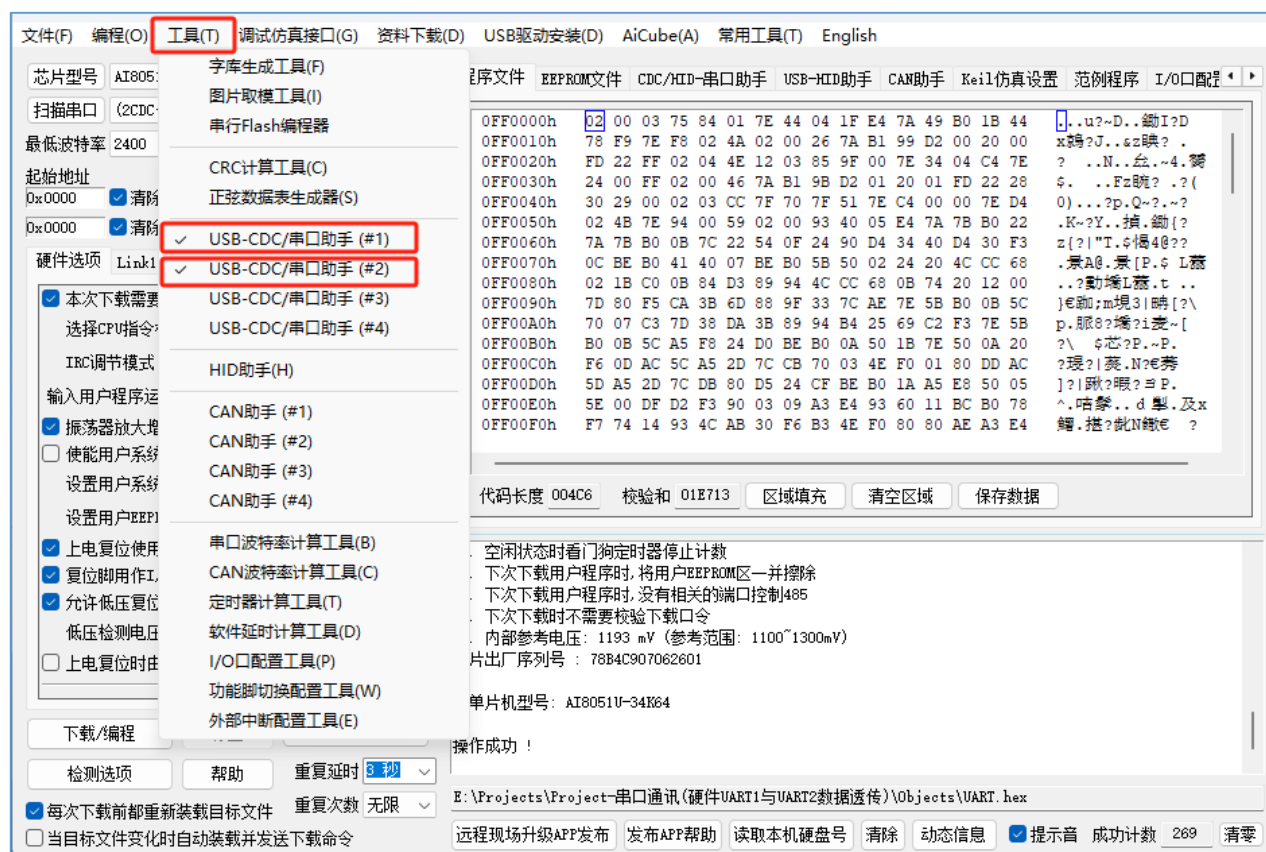 文件(F) 编程(O) 工具(T) 调试仿真接口(G) 资料下载(D) USB驱动安装(D) AiCube(A) 常用工具(T) English
芯片型号 AI805
扫描串口 (2CDC-
最低波特率 2400
起始地址
0x0000 清除
0x0000 清除
硬件选项 Link1
本次下载需要
选择CPU指令
IRC调节模式
输入用户程序运
振荡器放大增
使能用户系统
设置用户系统
设置用户EEP
上电复位使用
复位脚用作I/
允许低压复位
低压检测电压
上电复位时由
字库生成工具(F)
图片取模工具(I)
串行Flash编程器
CRC计算工具(C)
正弦数据表生成器(S)
✓ USB-CDC/串口助手 (#1)
✓ USB-CDC/串口助手 (#2)
USB-CDC/串口助手 (#3)
USB-CDC/串口助手 (#4)
HID助手(H)
CAN助手 (#1)
CAN助手 (#2)
CAN助手 (#3)
CAN助手 (#4)
串口波特率计算工具(B)
CAN波特率计算工具(C)
定时器计算工具(T)
软件延时计算工具(D)
I/O口配置工具(P)
功能脚切换配置工具(W)
外部中断配置工具(E)
程序文件 EEPROM文件 CDC/HID-串口助手 USB-HID助手 CAN助手 Keil仿真设置 范例程序 I/O口配置
0FF0000h 02 00 03 75 84 01 7E 44 04 1F E4 7A 49 B0 1B 44
0FF0010h 78 F9 7E F8 02 4A 02 00 26 7A B1 99 D2 00 20 00
0FF0020h FD 22 FF 02 04 4E 12 03 85 9F 00 7E 34 04 C4 7E
0FF0030h 24 00 FF 02 00 46 7A B1 9B D2 01 20 01 FD 22 28
0FF0040h 30 29 00 02 03 CC 7F 70 7F 51 7E C4 00 00 7E D4
0FF0050h 02 4B 7E 94 00 59 02 00 93 40 05 E4 7A 7B B0 22
0FF0060h 7A 7B B0 0B 7C 22 54 0F 24 90 D4 34 40 D4 30 F3
0FF0070h 0C BE B0 41 40 07 BE B0 5B 50 02 24 20 4C CC 68
0FF0080h 02 1B C0 0B 84 D3 89 94 4C CC 68 0B 74 20 12 00
0FF0090h 7D 80 F5 CA 3B 6D 88 9F 33 7C AE 7E 5B B0 0B 5C
0FF00A0h 70 07 C3 7D 38 DA 3B 89 94 B4 25 69 C2 F3 7E 5B
0FF00B0h B0 0B 5C A5 F8 24 D0 BE B0 0A 50 1B 7E 50 0A 20
0FF00C0h F6 0D AC 5C A5 2D 7C CB 70 03 4E F0 01 80 DD AC
0FF00D0h 5D A5 2D 7C DB 80 D5 24 CF BE B0 1A A5 E8 50 05
0FF00E0h 5E 00 DF D2 F3 90 03 09 A3 E4 93 60 11 BC B0 78
0FF00F0h F7 74 14 93 4C AB 30 F6 B3 4E F0 80 80 AE A3 E4
代码长度 004C6 校验和 01E713 区域填充 清空区域 保存数据
. 空闲状态时看门狗定时器停止计数
. 下次下载用户程序时,将用户EEPROM区一并擦除
. 下次下载用户程序时,没有相关的端口控制485
. 下次下载时不需要校验下载口令
. 内部参考电压: 1193 mV (参考范围: 1100~1300mV)
片出厂序列号 : 78B4C907062601
单片机型号: AI8051U-34K64
操作成功 !
下载/编程
检测选项 帮助 重复延时 3 秒
每次下载前都重新装载目标文件 重复次数 无限
当目标文件变化时自动装载并发送下载命令
E:\Projects\Project-串口通讯(硬件UART1与UART2数据透传)\Objects\UART.hex
远程现场升级APP发布 发布APP帮助 读取本机硬盘号 清除 动态信息 提示音 成功计数 269 清零